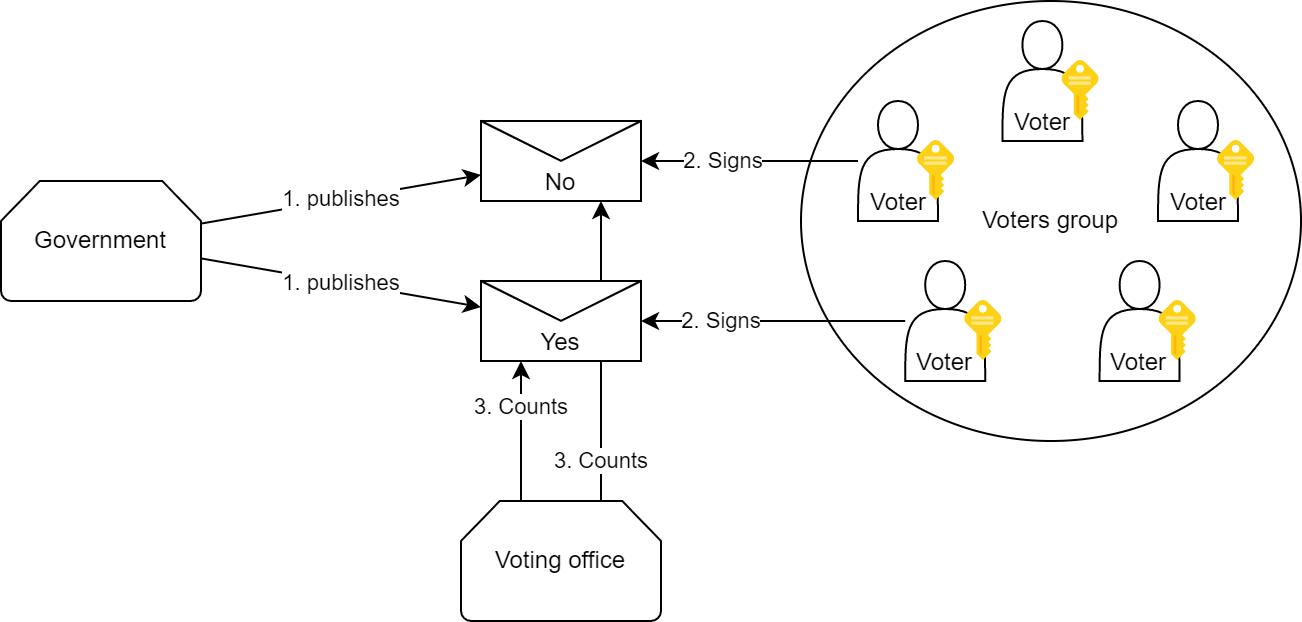 Voter
Voter
Voter
2. Signs
No
1. publishes
Voters group
Government
1. publishes
2. Signs
Yes
Voter
Voter
3. Counts
3. Counts
Voting office